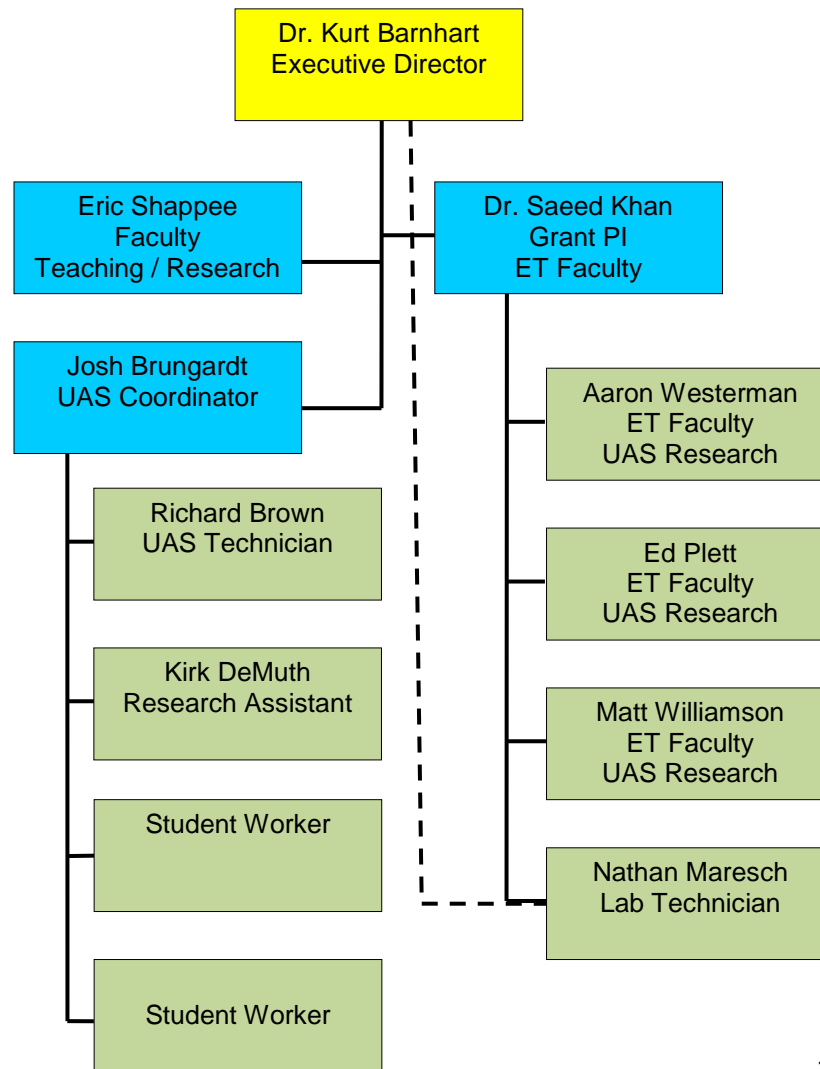 Dr. Kurt Barnhart
Executive Director
Eric Shappee
Faculty
Teaching / Research
Dr. Saeed Khan
Grant PI
ET Faculty
Josh Brungardt
UAS Coordinator
Aaron Westerman
ET Faculty
UAS Research
Richard Brown
UAS Technician
Ed Plett
ET Faculty
UAS Research
Kirk DeMuth
Research Assistant
Matt Williamson
ET Faculty
UAS Research
Student Worker
Nathan Maresch
Lab Technician
Student Worker